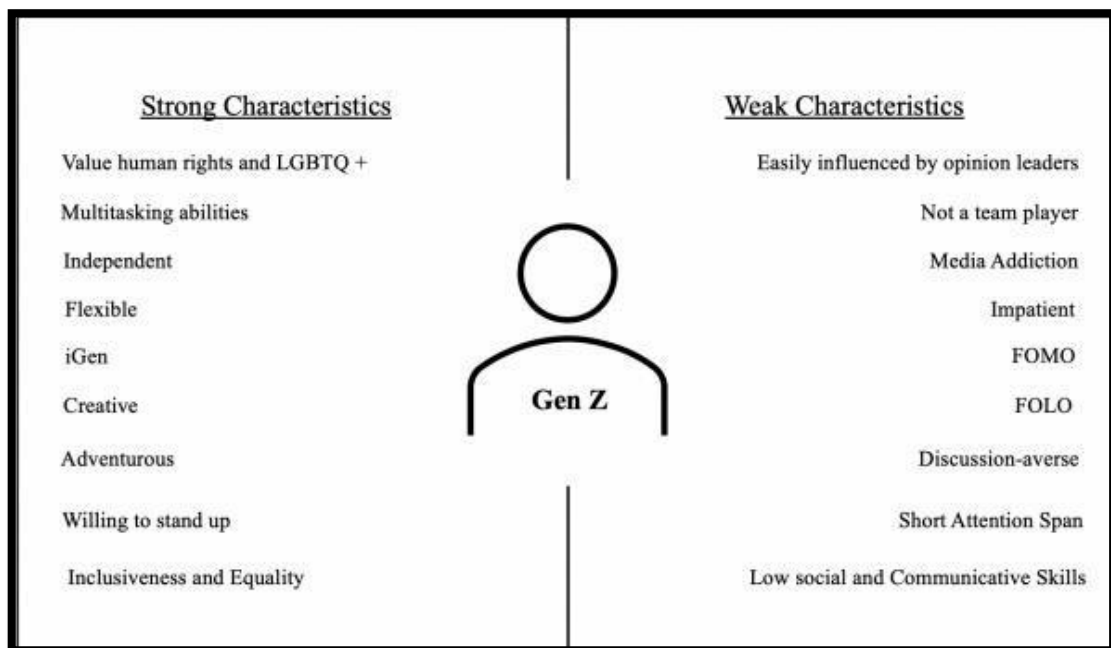 Strong Characteristics
Value human rights and LGBTQ +
Multitasking abilities
Independent
Flexible
iGen
Creative
Adventurous
Willing to stand up
Inclusiveness and Equality
Gen Z
Weak Characteristics
Easily influenced by opinion leaders
Not a team player
Media Addiction
Impatient
FOMO
FOLO
Discussion-averse
Short Attention Span
Low social and Communicative Skills